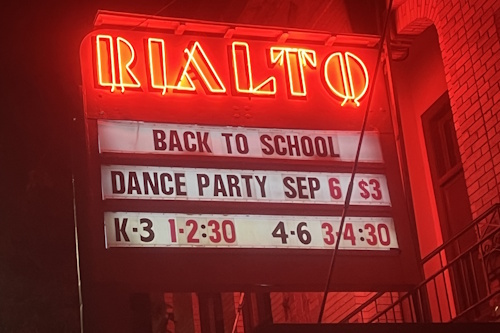 RIALTO
BACK TO SCHOOL
DANCE PARTY SEP 6 $3
K-3 1-2:30 4-6 3-4:30